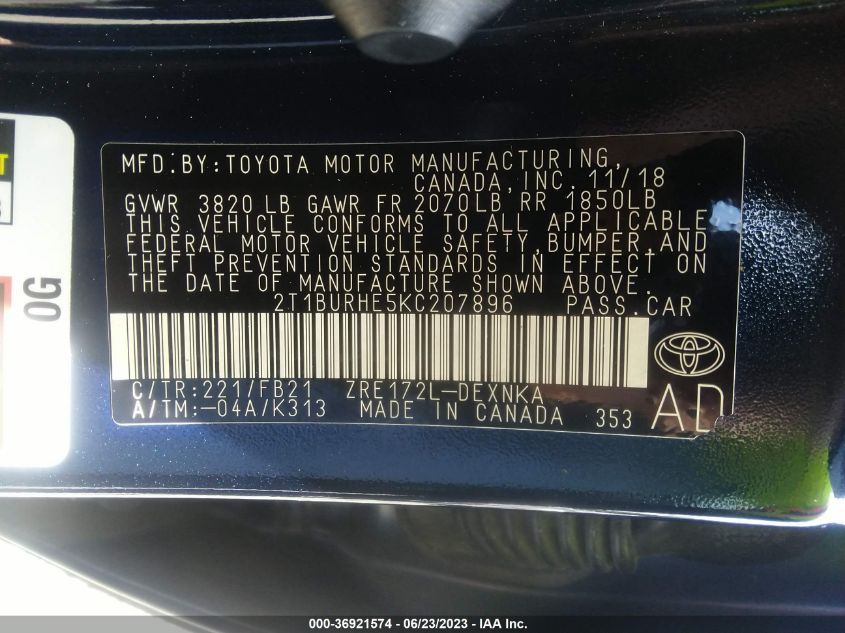 MFD.BY:TOYOTA MOTOR MANUFACTURING,
CANADA,INC. 11/18
GVWR 3820 LB GAWR FR 2070LB RR 1850LB
THIS VEHICLE CONFORMS TO ALL APPLICABLE
FEDERAL MOTOR VEHICLE SAFETY,BUMPER,AND
THEFT PREVENTION STANDARDS IN EFFECT ON
THE DATE OF MANUFACTURE SHOWN ABOVE.
2T1BURHE5KC207896 PASS.CAR
C/TR:221/FB21 ZRE172L-DEXNKA
A/TM:-04A/K313 MADE IN CANADA 353
AD
OG
000-36921574 / 06/23/2023 - IAA Inc.